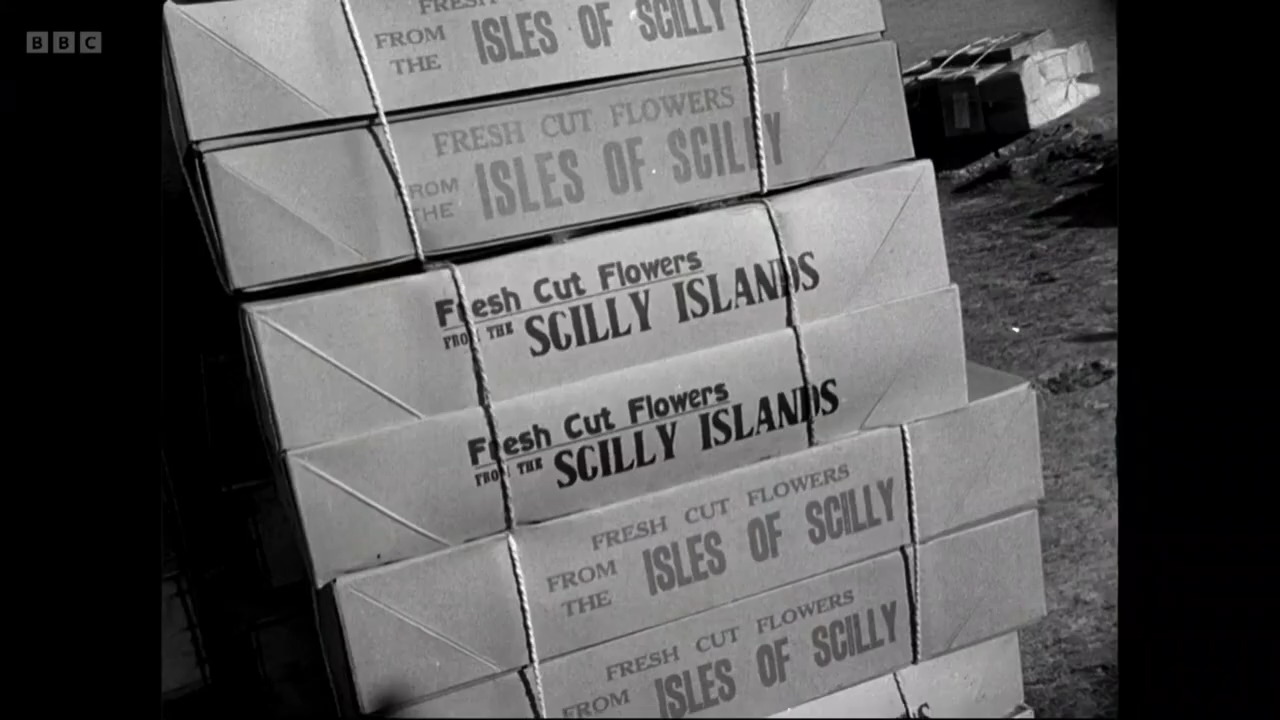 BBC
FRESH
FROM THE ISLES OF SCILLY
FRESH CUT FLOWERS
FROM THE ISLES OF SCILLY
Fresh Cut Flowers
FROM THE SCILLY ISLANDS
Fresh Cut Flowers
FROM THE SCILLY ISLANDS
FRESH CUT FLOWERS
FROM THE ISLES OF SCILLY
FRESH CUT FLOWERS
FROM ISLES OF SCILLY